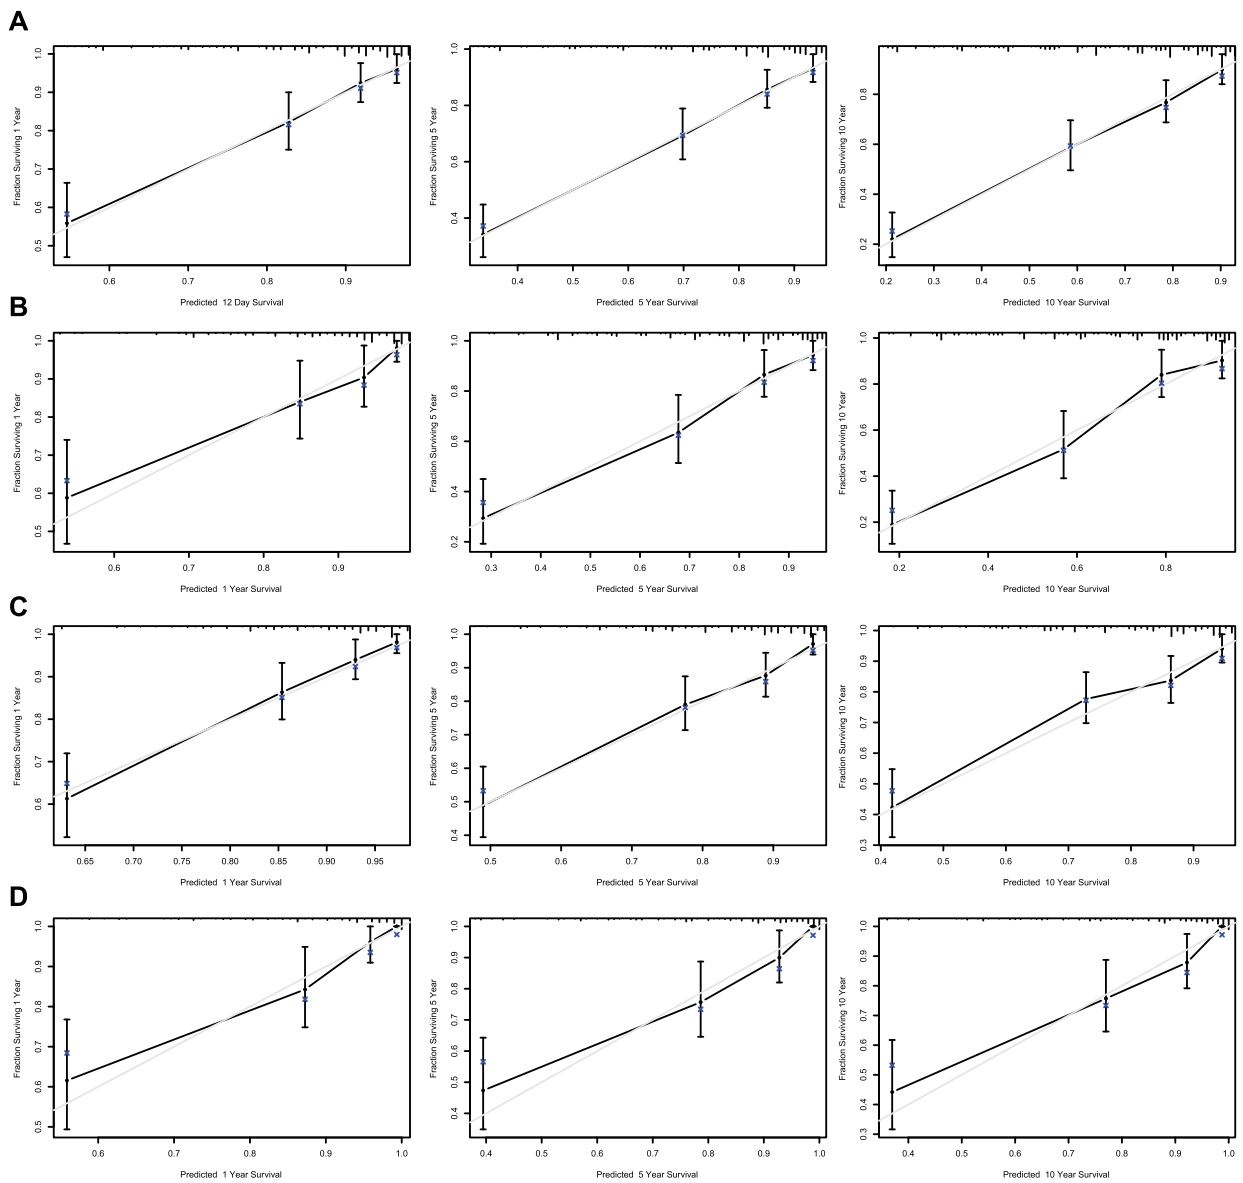 A
Fraction Surviving 1 Year
0.5 0.6 0.7 0.8 0.9 1.0
0.6 0.7 0.8 0.9
Predicted 12 Day Survival
Fraction Surviving 5 Year
0.4 0.6 0.8 1.0
0.4 0.5 0.6 0.7 0.8 0.9
Predicted 5 Year Survival
Fraction Surviving 10 Year
0.2 0.4 0.6 0.8
0.2 0.3 0.4 0.5 0.6 0.7 0.8 0.9
Predicted 10 Year Survival
B
Fraction Surviving 1 Year
0.5 0.6 0.7 0.8 0.9 1.0
0.6 0.7 0.8 0.9
Predicted 1 Year Survival
Fraction Surviving 5 Year
0.2 0.4 0.6 0.8 1.0
0.3 0.4 0.5 0.6 0.7 0.8 0.9
Predicted 5 Year Survival
Fraction Surviving 10 Year
0.2 0.4 0.6 0.8 1.0
0.2 0.4 0.6 0.8
Predicted 10 Year Survival
C
Fraction Surviving 1 Year
0.6 0.7 0.8 0.9 1.0
0.65 0.70 0.75 0.80 0.85 0.90 0.95
Predicted 1 Year Survival
Fraction Surviving 5 Year
0.4 0.5 0.6 0.7 0.8 0.9 1.0
0.5 0.6 0.7 0.8 0.9
Predicted 5 Year Survival
Fraction Surviving 10 Year
0.3 0.4 0.5 0.6 0.7 0.8 0.9 1.0
0.4 0.5 0.6 0.7 0.8 0.9
Predicted 10 Year Survival
D
Fraction Surviving 1 Year
0.5 0.6 0.7 0.8 0.9 1.0
0.6 0.7 0.8 0.9 1.0
Predicted 1 Year Survival
Fraction Surviving 5 Year
0.4 0.5 0.6 0.7 0.8 0.9 1.0
0.4 0.5 0.6 0.7 0.8 0.9 1.0
Predicted 5 Year Survival
Fraction Surviving 10 Year
0.3 0.4 0.5 0.6 0.7 0.8 0.9 1.0
0.4 0.5 0.6 0.7 0.8 0.9 1.0
Predicted 10 Year Survival